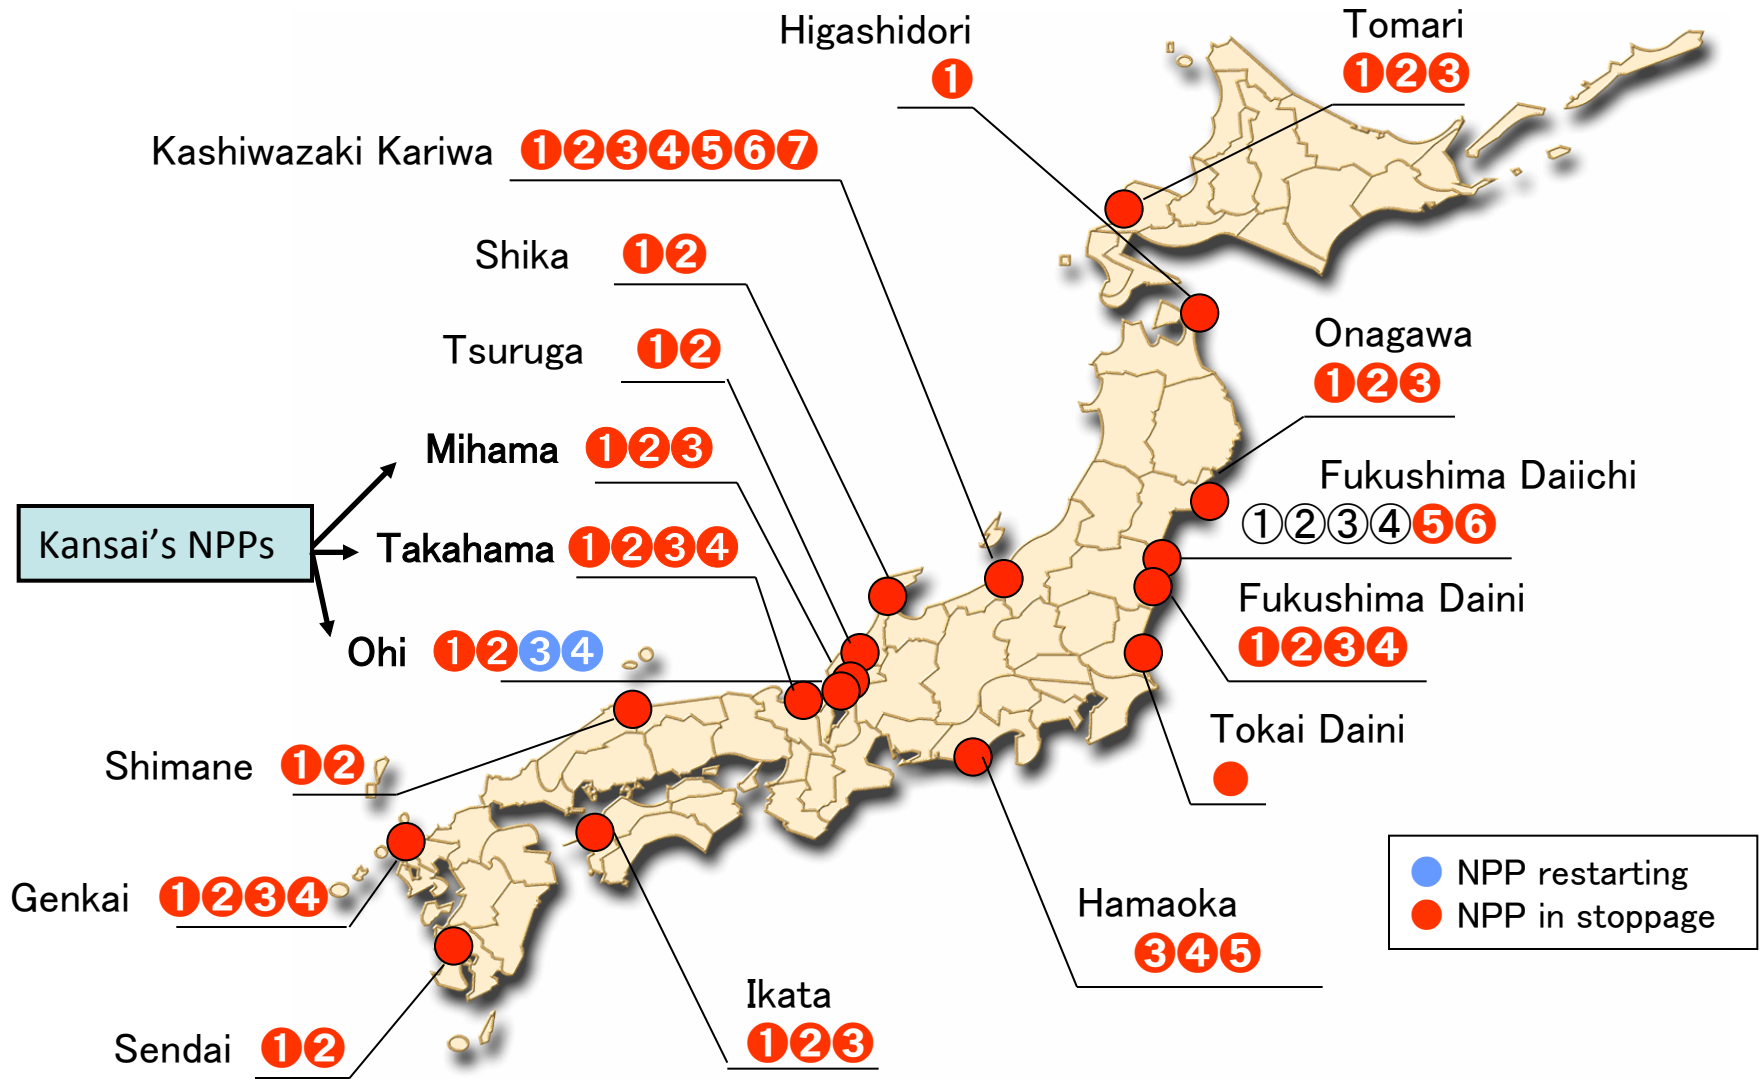 Higashidori
❶
Tomari
❶❷❸
Kashiwazaki Kariwa ❶❷❸❹❺❻❼
Shika ❶❷
Tsuruga ❶❷
Onagawa
❶❷❸
Mihama ❶❷❸
Fukushima Daiichi
①②③④❺❻
Kansai’s NPPs
Takahama ❶❷❸❹
Fukushima Daini
❶❷❸❹
Ohi ❶❷❸❹
Tokai Daini
Shimane ❶❷
NPP restarting
NPP in stoppage
Genkai ❶❷❸❹
Hamaoka
❸❹❺
Ikata
❶❷❸
Sendai ❶❷